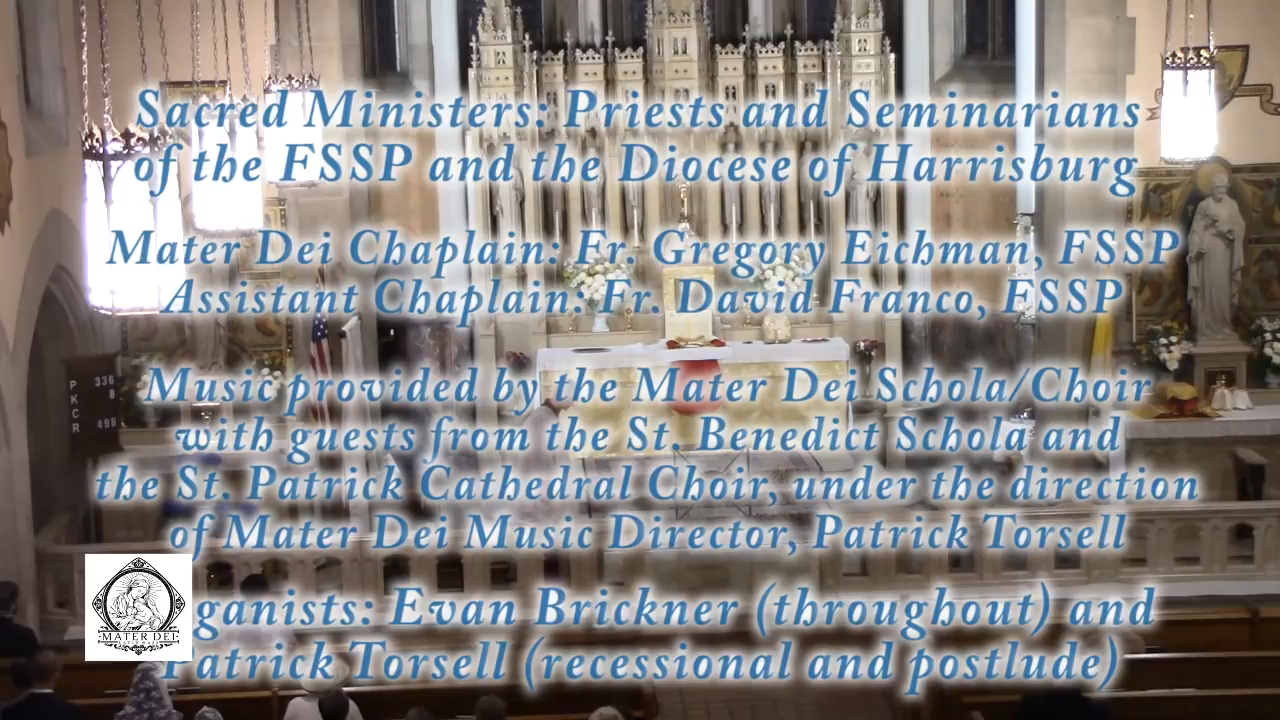 Sacred Ministers: Priests and Seminarians
of the FSSP and the Diocese of Harrisburg
Mater Dei Chaplain: Fr. Gregory Eichman, FSSP
Assistant Chaplain: Fr. David Franco, FSSP
Music provided by the Mater Dei Schola/Choir
with guests from the St. Benedict Schola and
the St. Patrick Cathedral Choir, under the direction
of Mater Dei Music Director, Patrick Torsell
ganists: Evan Brickner (throughout) and
Patrick Torsell (recessional and postlude)
P 336
K 8
C
R 498
MATER DEI